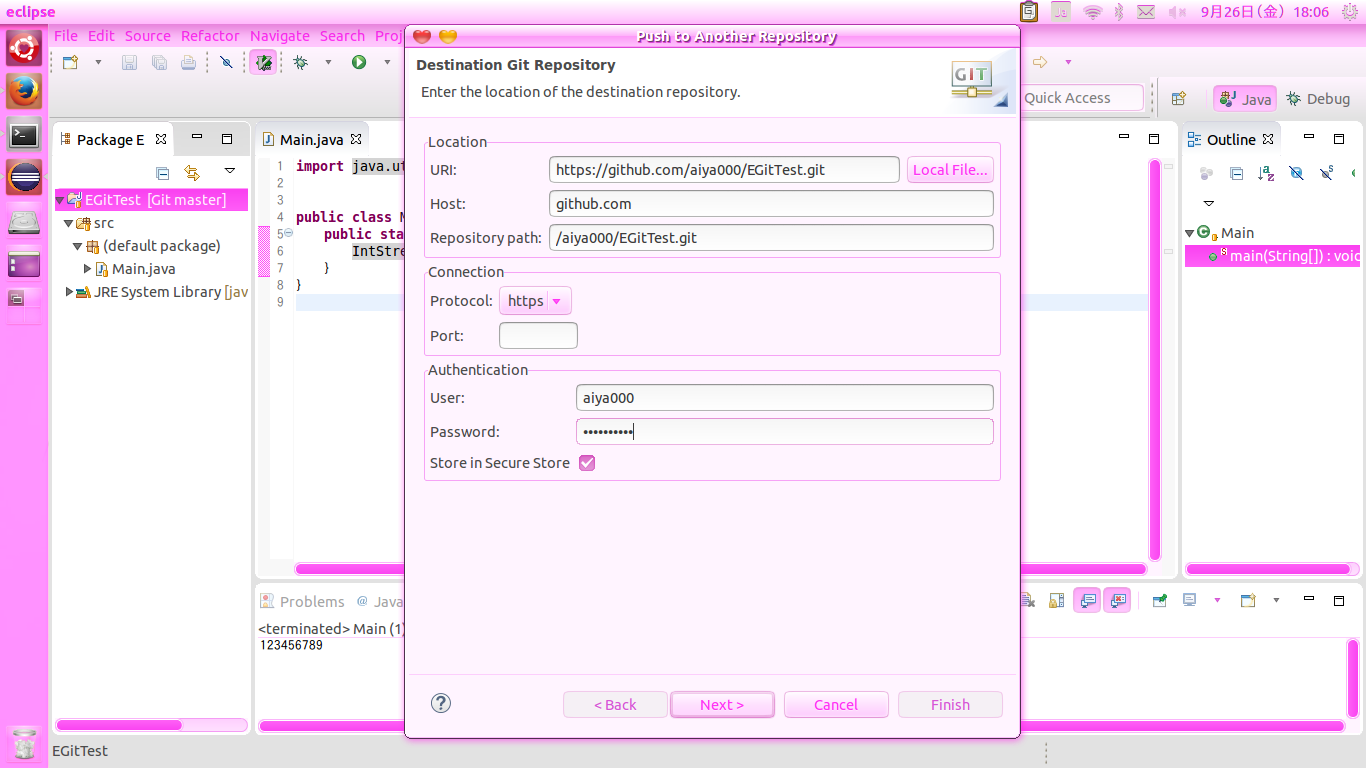 eclipse
Ja
9月26日(金) 18:06
File Edit Source Refactor Navigate Search Proj
Push to Another Repository
Destination Git Repository
Enter the location of the destination repository.
GIT
Quick Access
Java
Debug
Package E
Main.java
Outline
Location
URI: https://github.com/aiya000/EGitTest.git Local File...
Host: github.com
Repository path: /aiya000/EGitTest.git
Connection
Protocol: https
Port:
Authentication
User: aiya000
Password: ••••••••••
Store in Secure Store
EGitTest [Git master]
src
(default package)
Main.java
JRE System Library [jav
1 import java.ut
2
3
4 public class M
5 public sta
6 IntStre
7 }
8 }
9
Main
main(String[]) : void
Problems @ Java
<terminated> Main (1)
123456789
? < Back Next > Cancel Finish
EGitTest